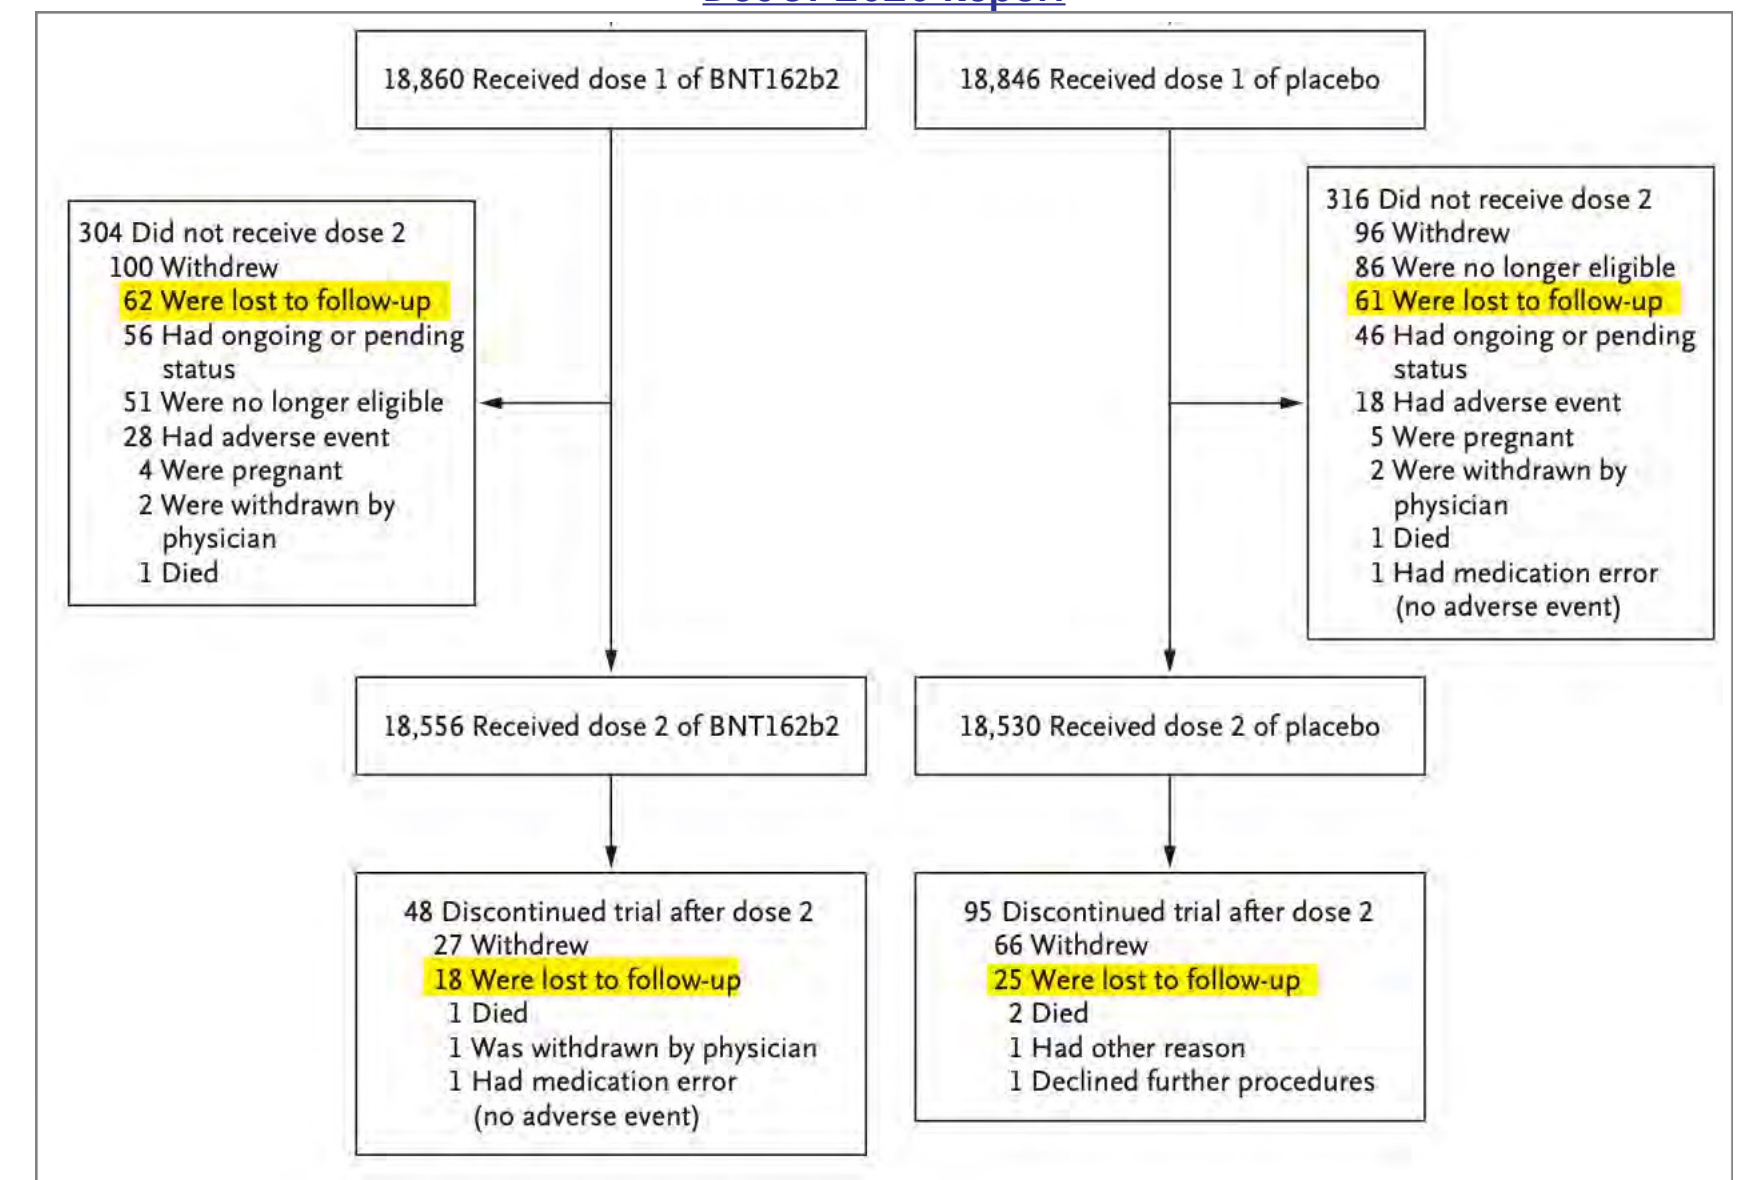 18,860 Received dose 1 of BNT162b2
18,846 Received dose 1 of placebo
304 Did not receive dose 2
100 Withdrew
62 Were lost to follow-up
56 Had ongoing or pending
status
51 Were no longer eligible
28 Had adverse event
4 Were pregnant
2 Were withdrawn by
physician
1 Died
316 Did not receive dose 2
96 Withdrew
86 Were no longer eligible
61 Were lost to follow-up
46 Had ongoing or pending
status
18 Had adverse event
5 Were pregnant
2 Were withdrawn by
physician
1 Died
1 Had medication error
(no adverse event)
18,556 Received dose 2 of BNT162b2
18,530 Received dose 2 of placebo
48 Discontinued trial after dose 2
27 Withdrew
18 Were lost to follow-up
1 Died
1 Was withdrawn by physician
1 Had medication error
(no adverse event)
95 Discontinued trial after dose 2
66 Withdrew
25 Were lost to follow-up
2 Died
1 Had other reason
1 Declined further procedures